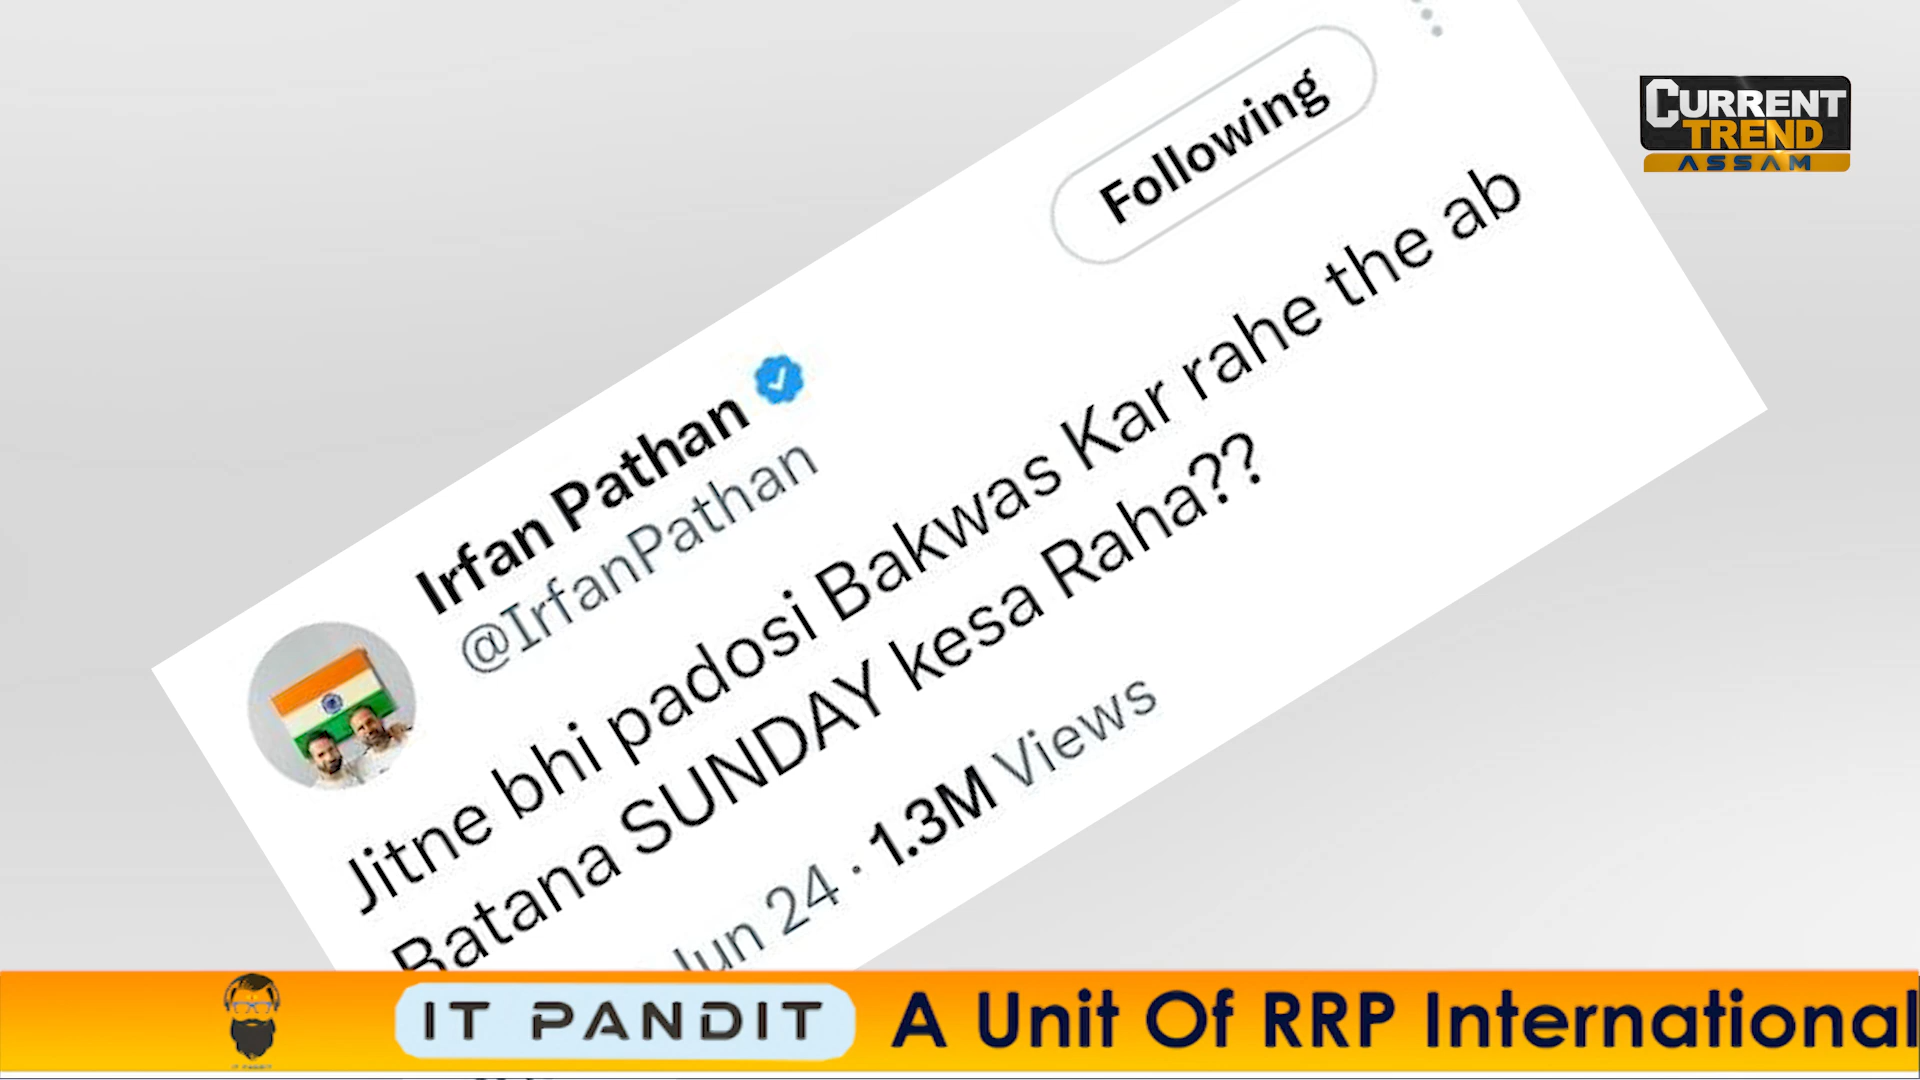 Following
CURRENT
TREND
ASSAM
Irfan Pathan
@IrfanPathan
Jitne bhi padosi Bakwas Kar rahe the ab
Batana SUNDAY kesa Raha??
Jun 24 · 1.3M Views
IT PANDIT
A Unit Of RRP International